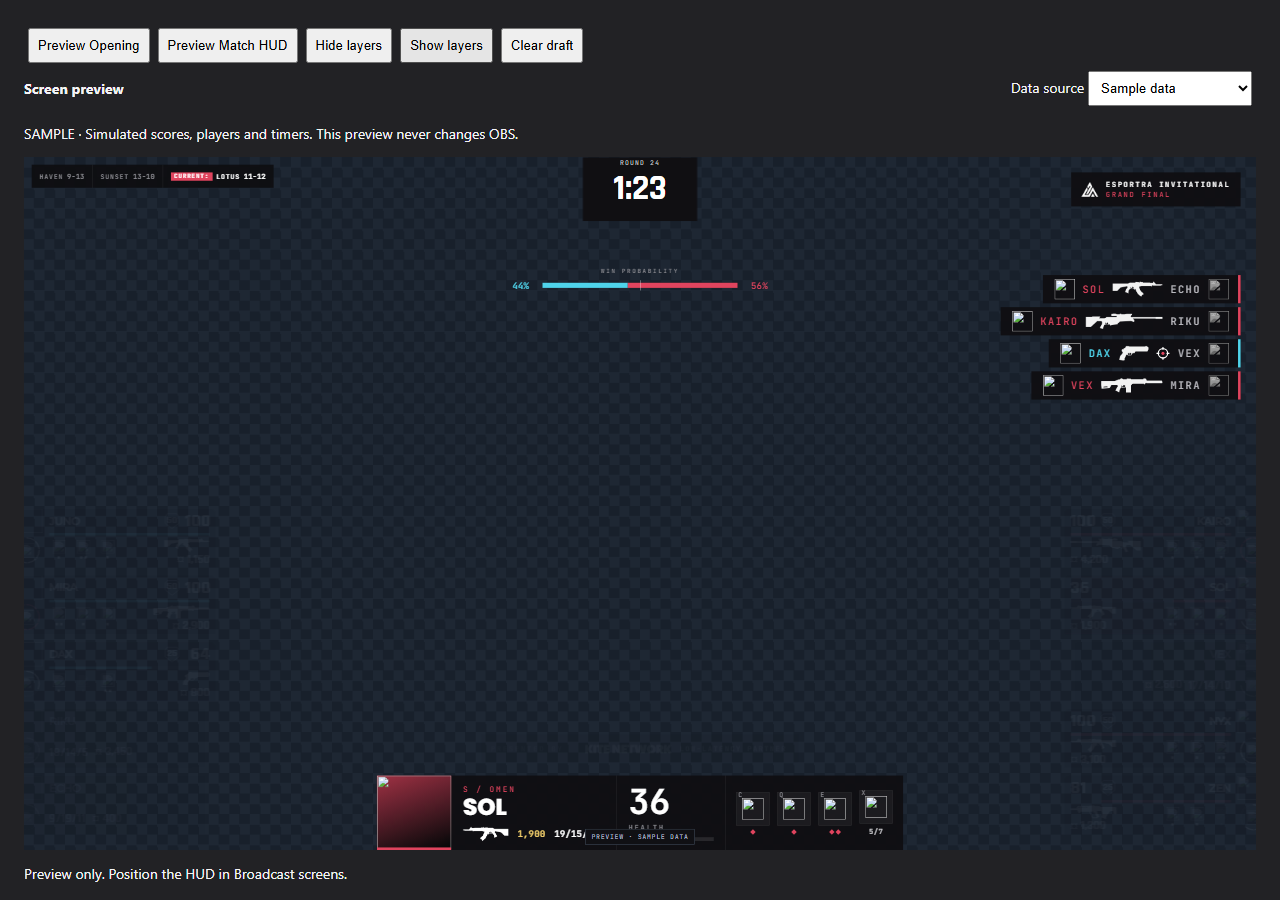 Preview Opening
Preview Match HUD
Hide layers
Show layers
Clear draft
Screen preview
Data source
Sample data
SAMPLE · Simulated scores, players and timers. This preview never changes OBS.
HAVEN 9-13
SUNSET 13-10
CURRENT: LOTUS 11-12
ROUND 24
1:23
ESPORTRA INVITATIONAL
GRAND FINAL
WIN PROBABILITY
44%
56%
SOL ECHO
KAIRO RIKU
DAX VEX
VEX MIRA
S / OMEN
SOL
1,900 19/15/
36
HEALTH
PREVIEW · SAMPLE DATA
C
Q
E
X
5/7
Preview only. Position the HUD in Broadcast screens.